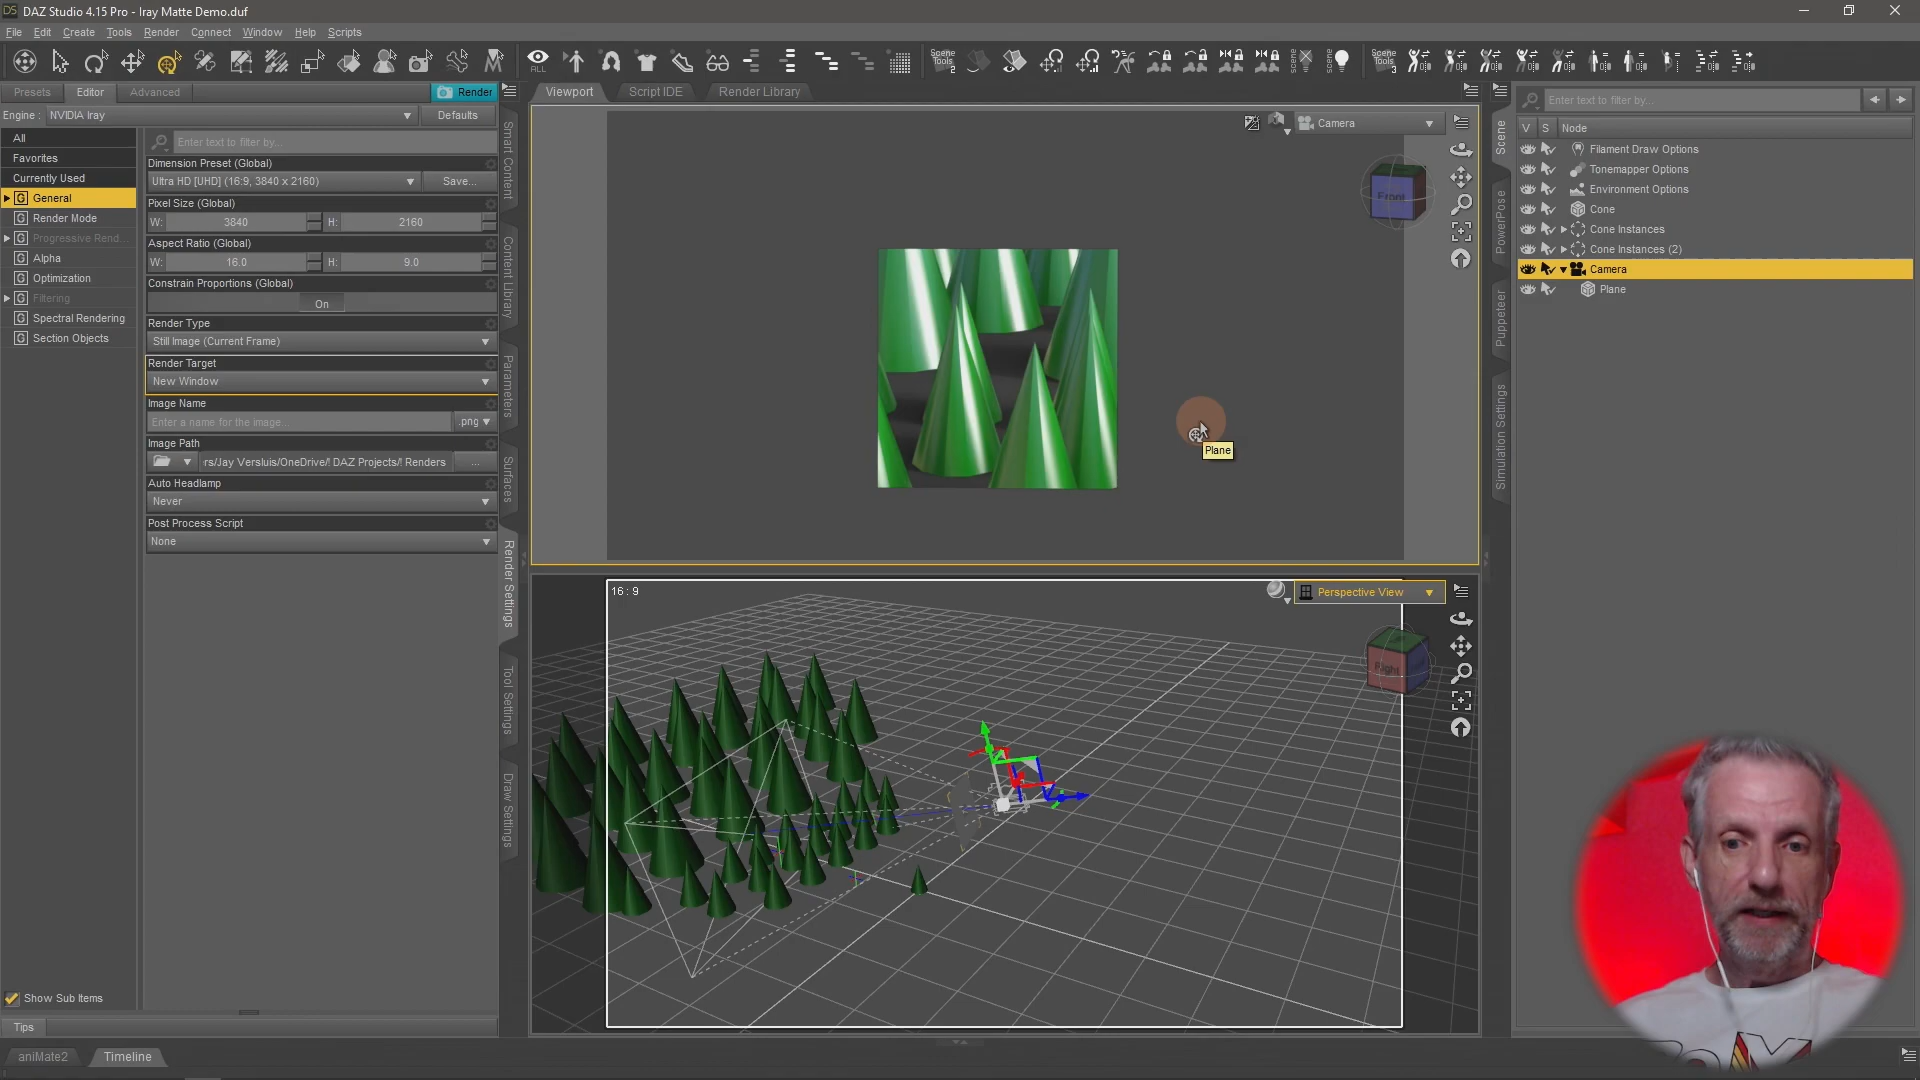 DAZ Studio 4.15 Pro - Iray Matte Demo.duf
File Edit Create Tools Render Connect Window Help Scripts
ALL
Scene Tools 2
Scene Tools 3
Presets Editor Advanced Render
Viewport Script IDE Render Library
Engine : NVIDIA Iray Defaults
Enter text to filter by...
All
Favorites
Currently Used
General
Render Mode
Progressive Rend...
Alpha
Optimization
Filtering
Spectral Rendering
Section Objects
Show Sub Items
Tips
Enter text to filter by...
Dimension Preset (Global)
Ultra HD [UHD] (16:9, 3840 x 2160) Save...
Pixel Size (Global)
W: 3840 H: 2160
Aspect Ratio (Global)
W: 16.0 H: 9.0
Constrain Proportions (Global)
On
Render Type
Still Image (Current Frame)
Render Target
New Window
Image Name
Enter a name for the image... .png
Image Path
rs/Jay Versluis/OneDrive/! DAZ Projects/! Renders ...
Auto Headlamp
Never
Post Process Script
None
Smart Content
Content Library
Parameters
Surfaces
Render Settings
Tool Settings
Draw Settings
Camera
Front
Plane
16 : 9
Perspective View
Right
Scene
PowerPose
Puppeteer
Simulation Settings
V S Node
Filament Draw Options
Tonemapper Options
Environment Options
Cone
Cone Instances
Cone Instances (2)
Camera
Plane
aniMate2 Timeline